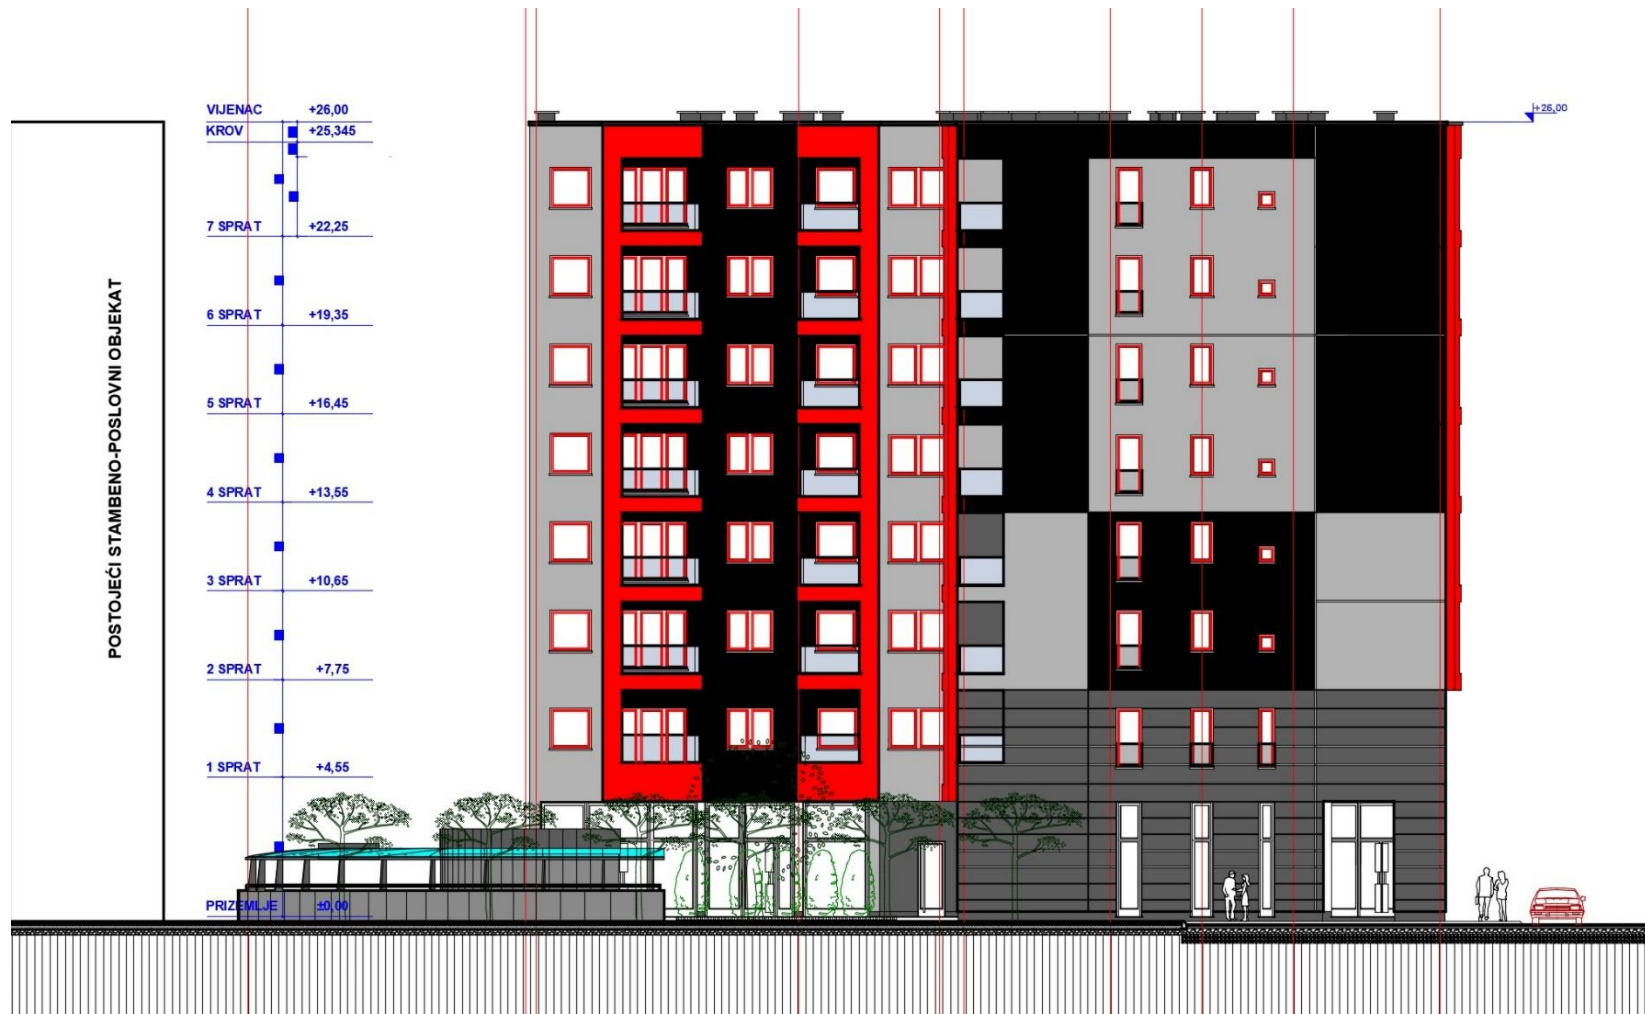 VIJENAC +26,00
KROV +25,345
+26,00
7 SPRAT +22,25
6 SPRAT +19,35
5 SPRAT +16,45
4 SPRAT +13,55
3 SPRAT +10,65
2 SPRAT +7,75
1 SPRAT +4,55
PRIZEMLJE ±0,00
POSTOJEĆI STAMBENO-POSLOVNI OBJEKAT